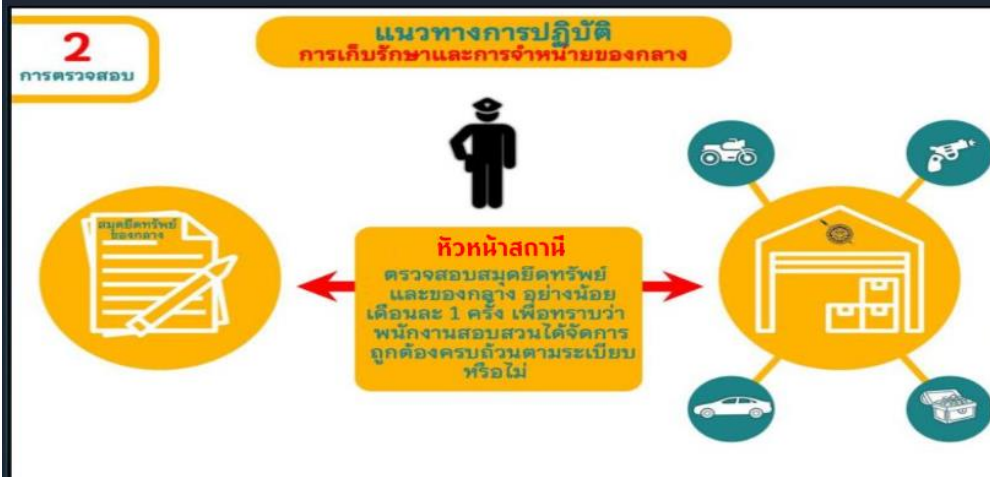 2
การตรวจสอบ
แนวทางการปฏิบัติ
การเก็บรักษาและการจำหน่ายของกลาง
สมุดยึดทรัพย์
ของกลาง
หัวหน้าสถานี
ตรวจสอบสมุดยึดทรัพย์
และของกลาง อย่างน้อย
เดือนละ 1 ครั้ง เพื่อทราบว่า
พนักงานสอบสวนได้จัดการ
ถูกต้องครบถ้วนตามระเบียบ
หรือไม่